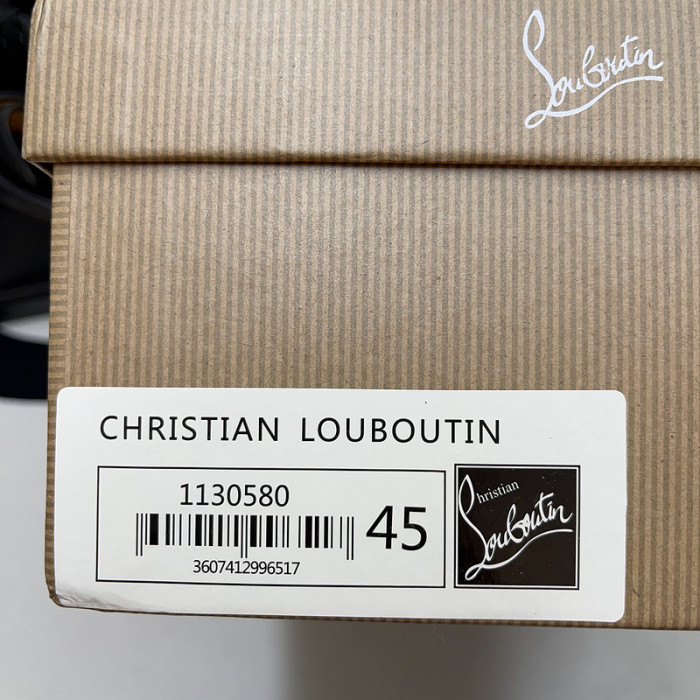 Louboutin
CHRISTIAN LOUBOUTIN
1130580
45
3607412996517
Christian
Louboutin